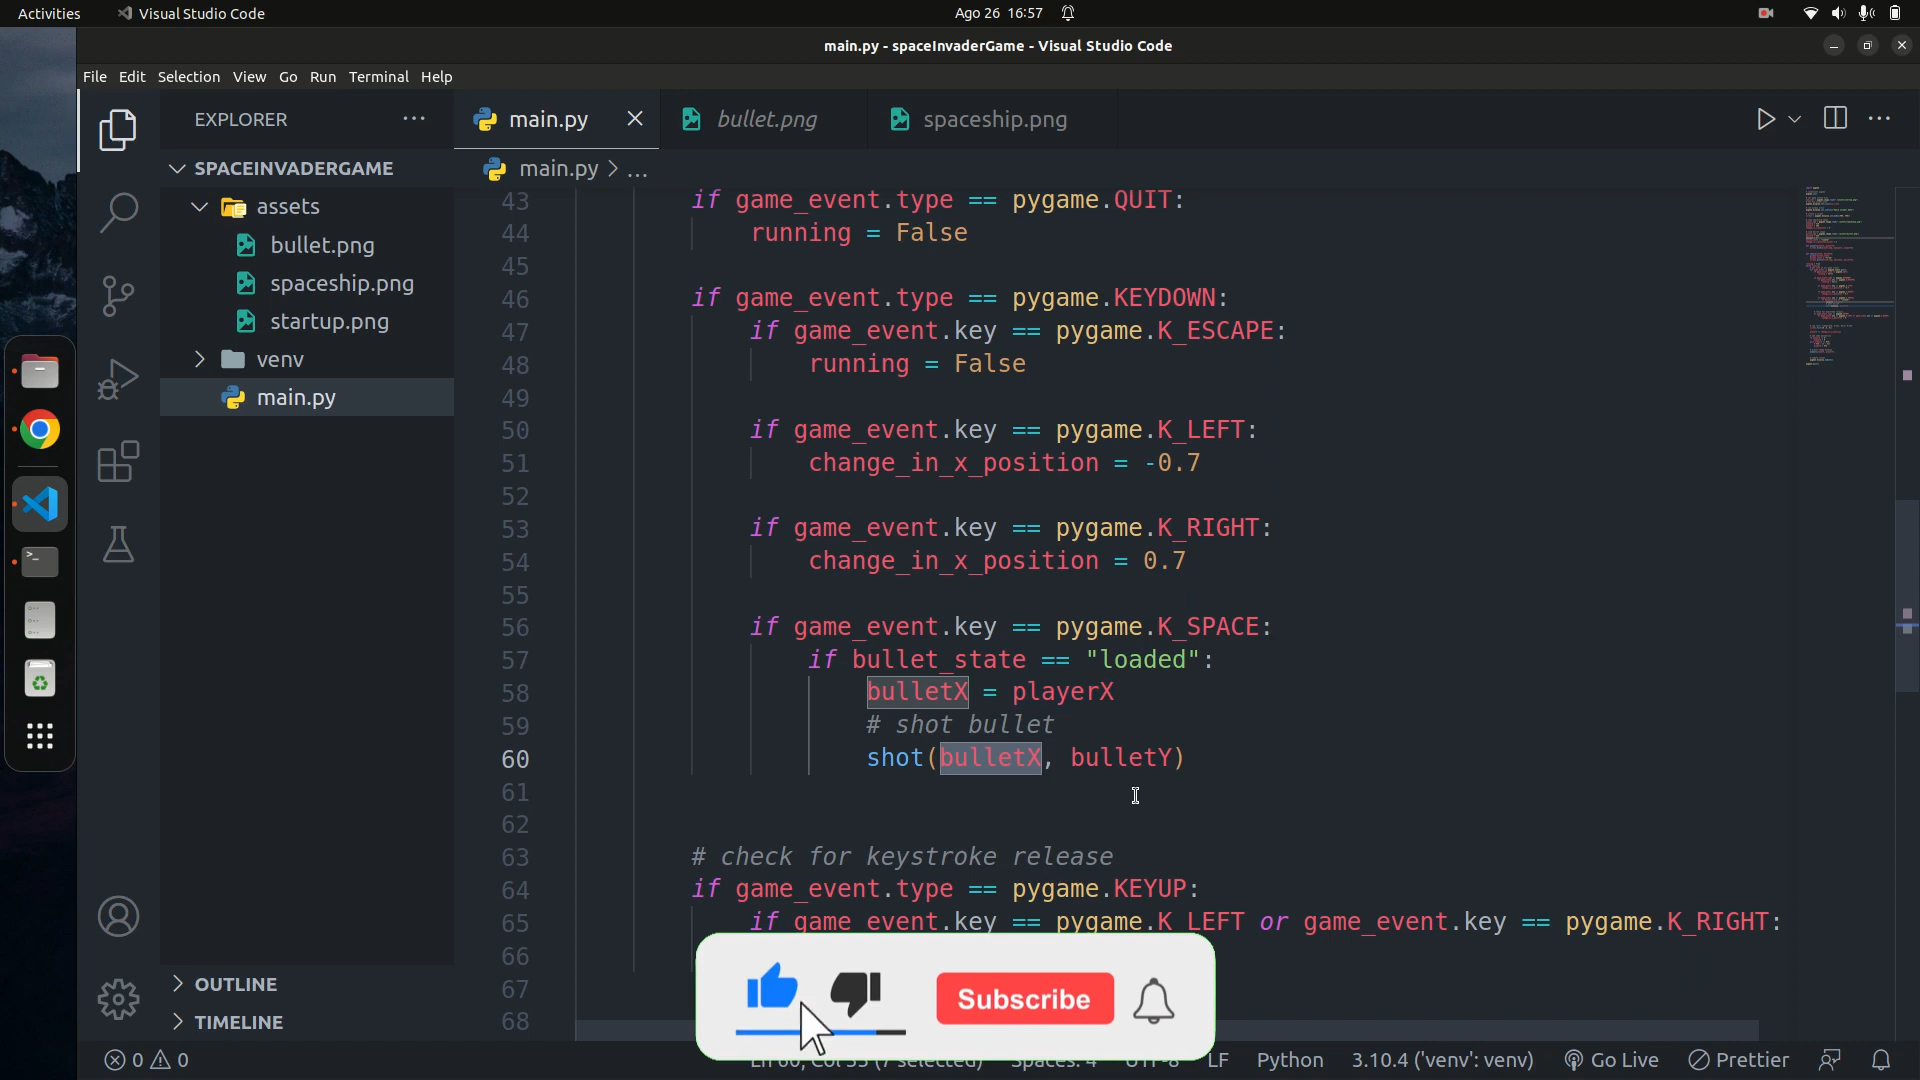 Activities
Visual Studio Code
Ago 26 16:57
main.py - spaceInvaderGame - Visual Studio Code
File Edit Selection View Go Run Terminal Help
EXPLORER
main.py
bullet.png
spaceship.png
SPACEINVADERGAME
main.py > ...
assets
bullet.png
spaceship.png
startup.png
venv
main.py
43 if game_event.type == pygame.QUIT:
44 running = False
45
46 if game_event.type == pygame.KEYDOWN:
47 if game_event.key == pygame.K_ESCAPE:
48 running = False
49
50 if game_event.key == pygame.K_LEFT:
51 change_in_x_position = -0.7
52
53 if game_event.key == pygame.K_RIGHT:
54 change_in_x_position = 0.7
55
56 if game_event.key == pygame.K_SPACE:
57 if bullet_state == "loaded":
58 bulletX = playerX
59 # shot bullet
60 shot(bulletX, bulletY)
61
62
63 # check for keystroke release
64 if game_event.type == pygame.KEYUP:
65 if game_event.key == pygame.K_LEFT or game_event.key == pygame.K_RIGHT:
66
67
68
OUTLINE
TIMELINE
Subscribe
0 0
Spaces: 4 UTF-8 LF Python 3.10.4 ('venv': venv) Go Live Prettier